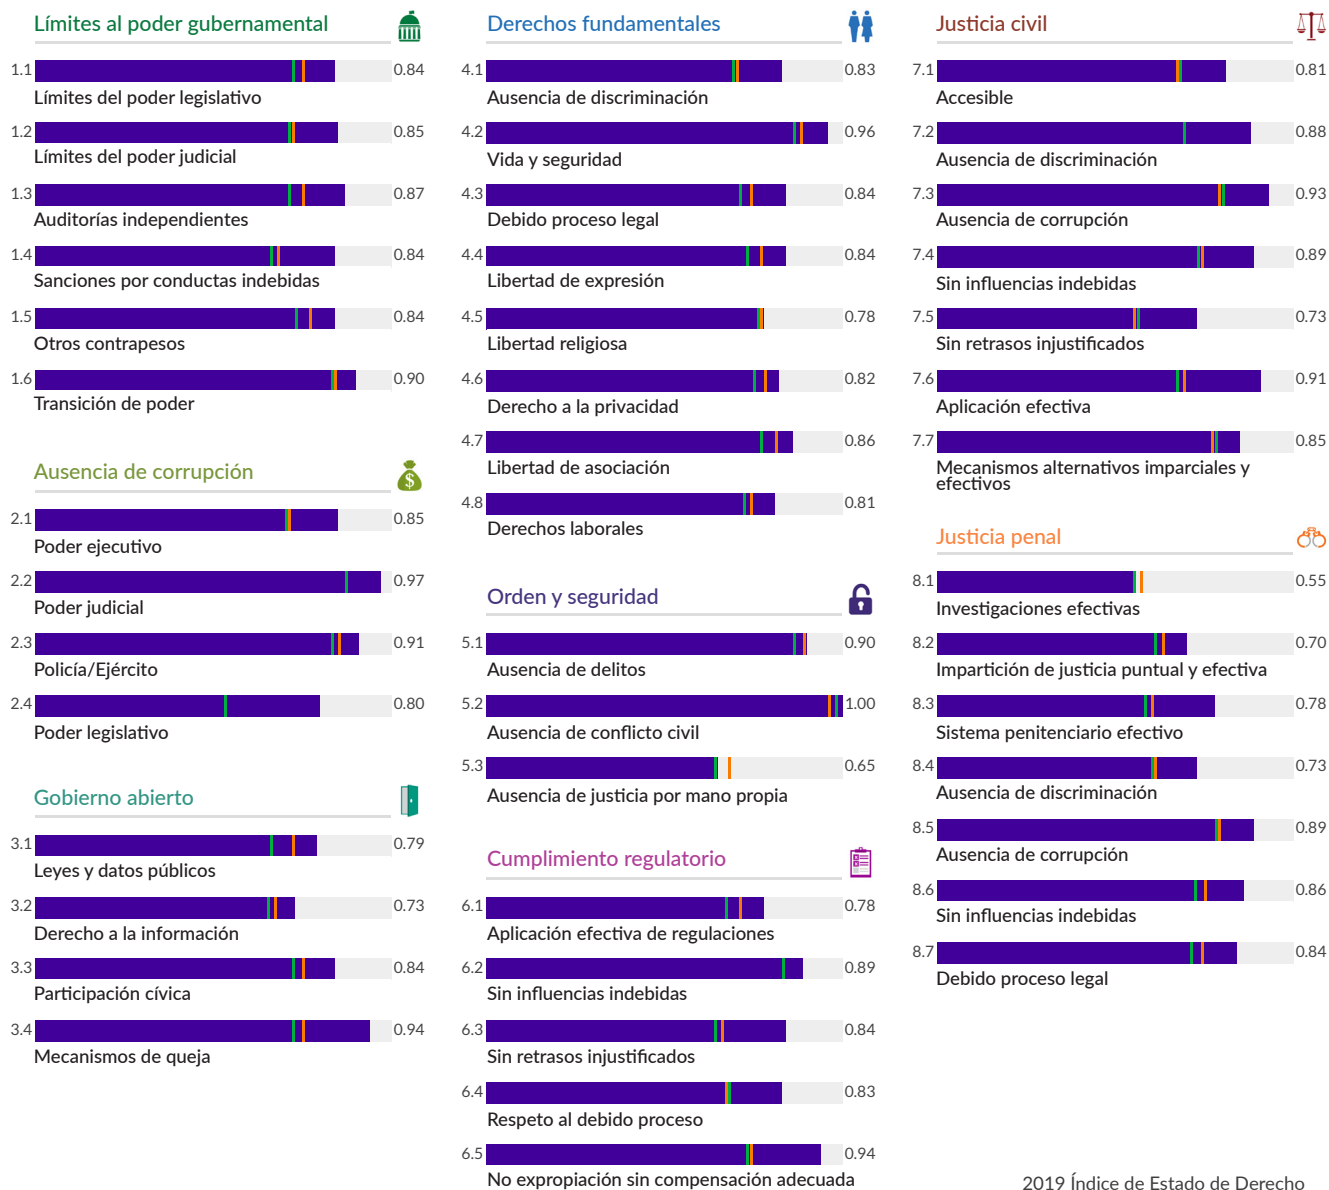 Límites al poder gubernamental
1.1 0.84
Límites del poder legislativo
1.2 0.85
Límites del poder judicial
1.3 0.87
Auditorías independientes
1.4 0.84
Sanciones por conductas indebidas
1.5 0.84
Otros contrapesos
1.6 0.90
Transición de poder
Ausencia de corrupción
$
2.1 0.85
Poder ejecutivo
2.2 0.97
Poder judicial
2.3 0.91
Policía/Ejército
2.4 0.80
Poder legislativo
Gobierno abierto
3.1 0.79
Leyes y datos públicos
3.2 0.73
Derecho a la información
3.3 0.84
Participación cívica
3.4 0.94
Mecanismos de queja
Derechos fundamentales
4.1 0.83
Ausencia de discriminación
4.2 0.96
Vida y seguridad
4.3 0.84
Debido proceso legal
4.4 0.84
Libertad de expresión
4.5 0.78
Libertad religiosa
4.6 0.82
Derecho a la privacidad
4.7 0.86
Libertad de asociación
4.8 0.81
Derechos laborales
Orden y seguridad
5.1 0.90
Ausencia de delitos
5.2 1.00
Ausencia de conflicto civil
5.3 0.65
Ausencia de justicia por mano propia
Cumplimiento regulatorio
6.1 0.78
Aplicación efectiva de regulaciones
6.2 0.89
Sin influencias indebidas
6.3 0.84
Sin retrasos injustificados
6.4 0.83
Respeto al debido proceso
6.5 0.94
No expropiación sin compensación adecuada
Justicia civil
7.1 0.81
Accesible
7.2 0.88
Ausencia de discriminación
7.3 0.93
Ausencia de corrupción
7.4 0.89
Sin influencias indebidas
7.5 0.73
Sin retrasos injustificados
7.6 0.91
Aplicación efectiva
7.7 0.85
Mecanismos alternativos imparciales y
efectivos
Justicia penal
8.1 0.55
Investigaciones efectivas
8.2 0.70
Impartición de justicia puntual y efectiva
8.3 0.78
Sistema penitenciario efectivo
8.4 0.73
Ausencia de discriminación
8.5 0.89
Ausencia de corrupción
8.6 0.86
Sin influencias indebidas
8.7 0.84
Debido proceso legal
2019 Índice de Estado de Derecho